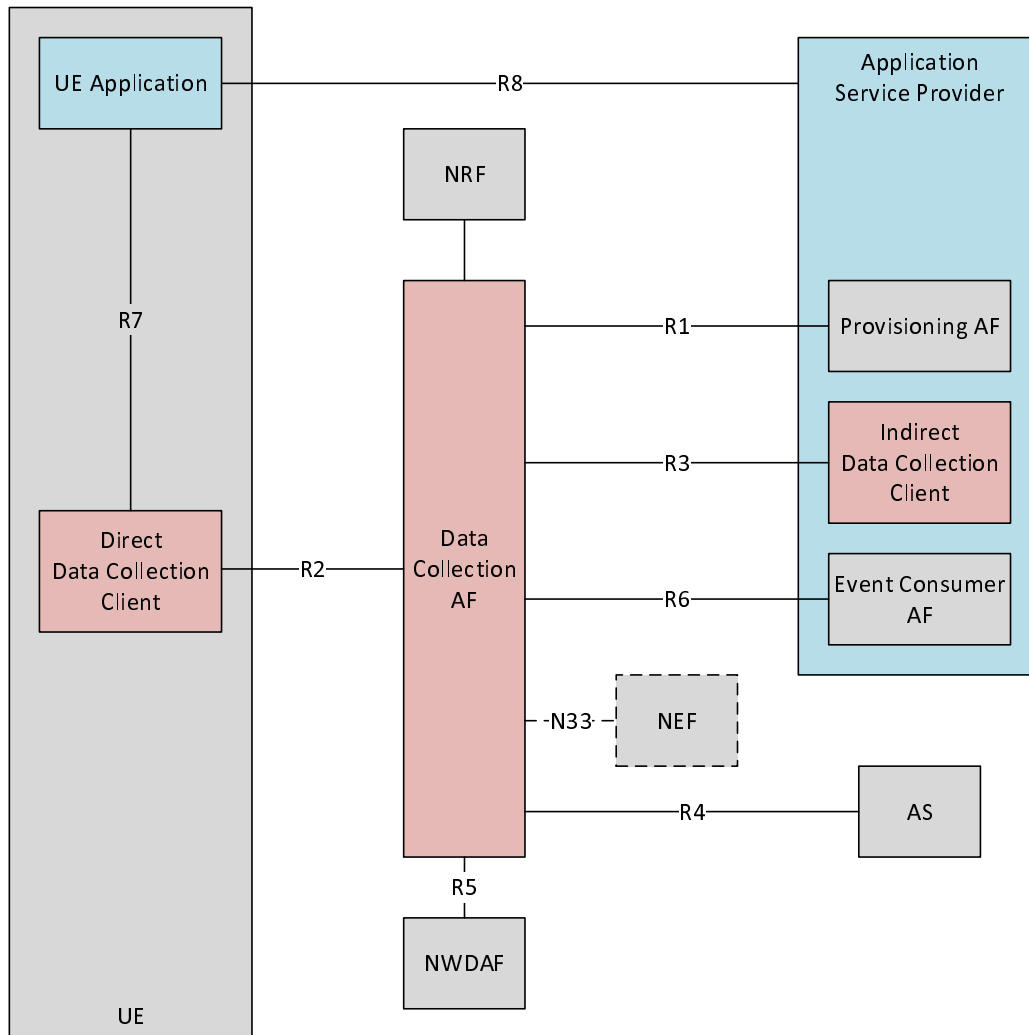 UE Application
R8
Application
Service Provider
NRF
R7
R1
Provisioning AF
R3
Indirect
Data Collection
Client
Direct
Data Collection
Client
R2
Data
Collection
AF
R6
Event Consumer
AF
N33
NEF
R4
AS
R5
NWDAF
UE